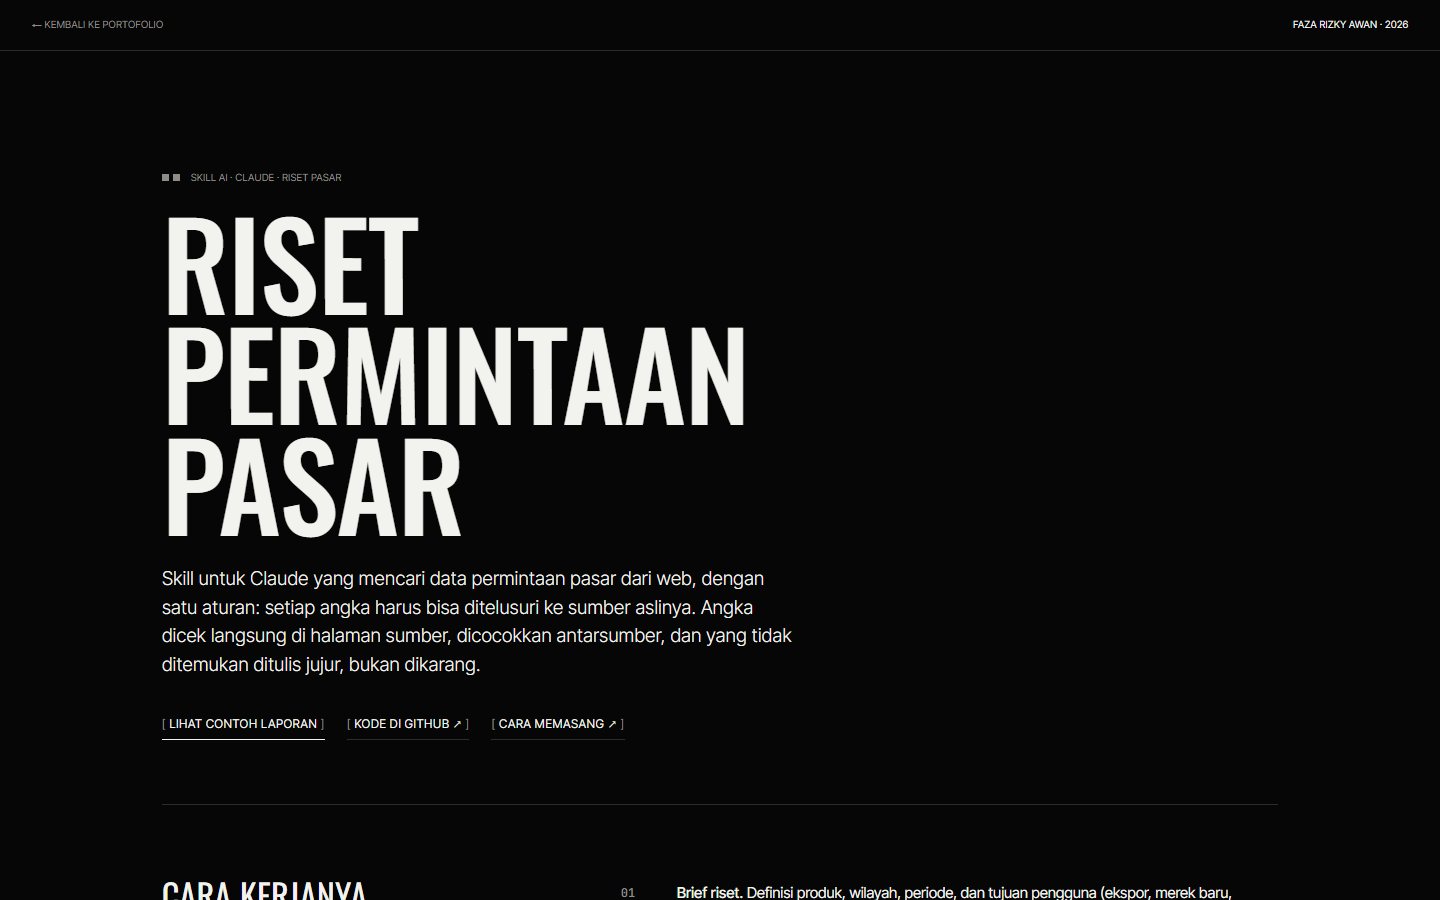 ← KEMBALI KE PORTOFOLIO
FAZA RIZKY AWAN · 2026
SKILL AI · CLAUDE · RISET PASAR
RISET
PERMINTAAN
PASAR
Skill untuk Claude yang mencari data permintaan pasar dari web, dengan
satu aturan: setiap angka harus bisa ditelusuri ke sumber aslinya. Angka
dicek langsung di halaman sumber, dicocokkan antarsumber, dan yang tidak
ditemukan ditulis jujur, bukan dikarang.
[ LIHAT CONTOH LAPORAN ] [ KODE DI GITHUB ↗ ] [ CARA MEMASANG ↗ ]
CARA KERJANYA
01 Brief riset. Definisi produk, wilayah, periode, dan tujuan pengguna (ekspor, merek baru,